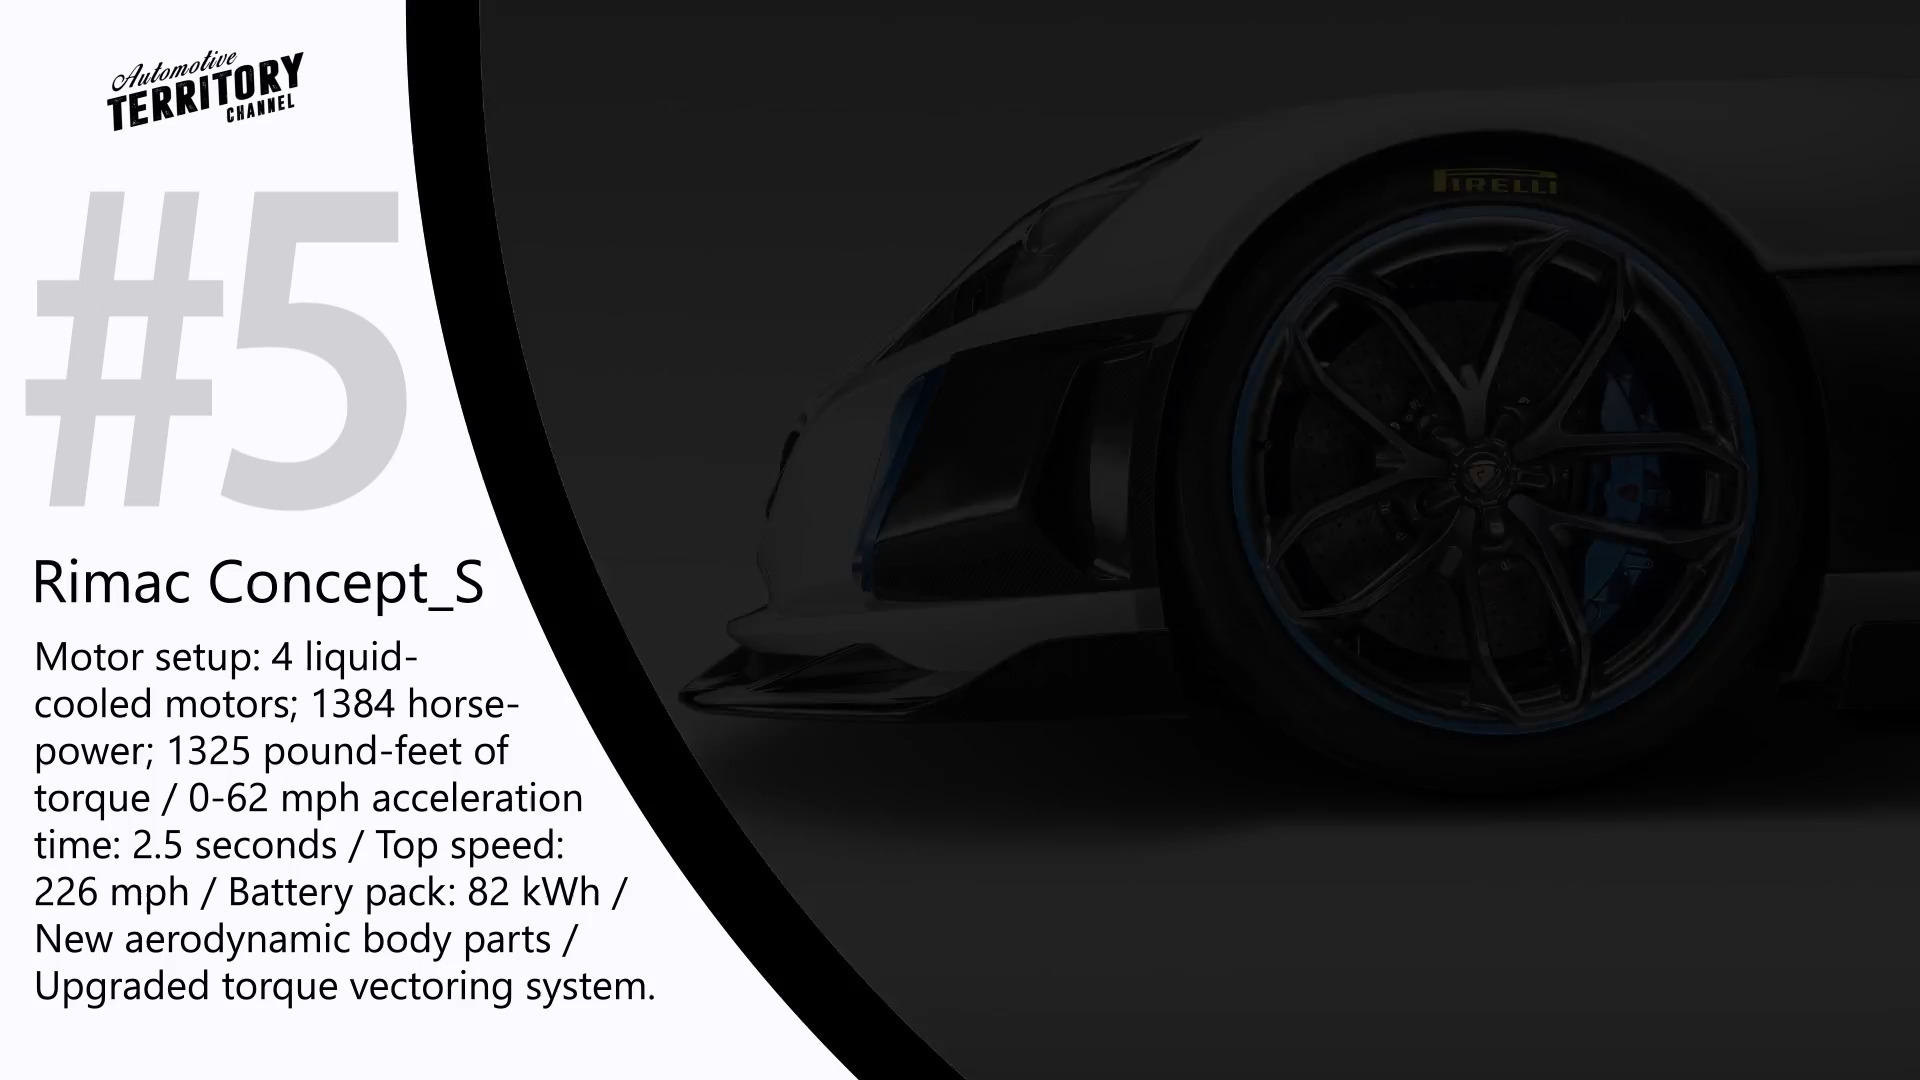 Automotive
TERRITORY
CHANNEL
#5
Rimac Concept_S
Motor setup: 4 liquid-
cooled motors; 1384 horse-
power; 1325 pound-feet of
torque / 0-62 mph acceleration
time: 2.5 seconds / Top speed:
226 mph / Battery pack: 82 kWh /
New aerodynamic body parts /
Upgraded torque vectoring system.
PIRELLI